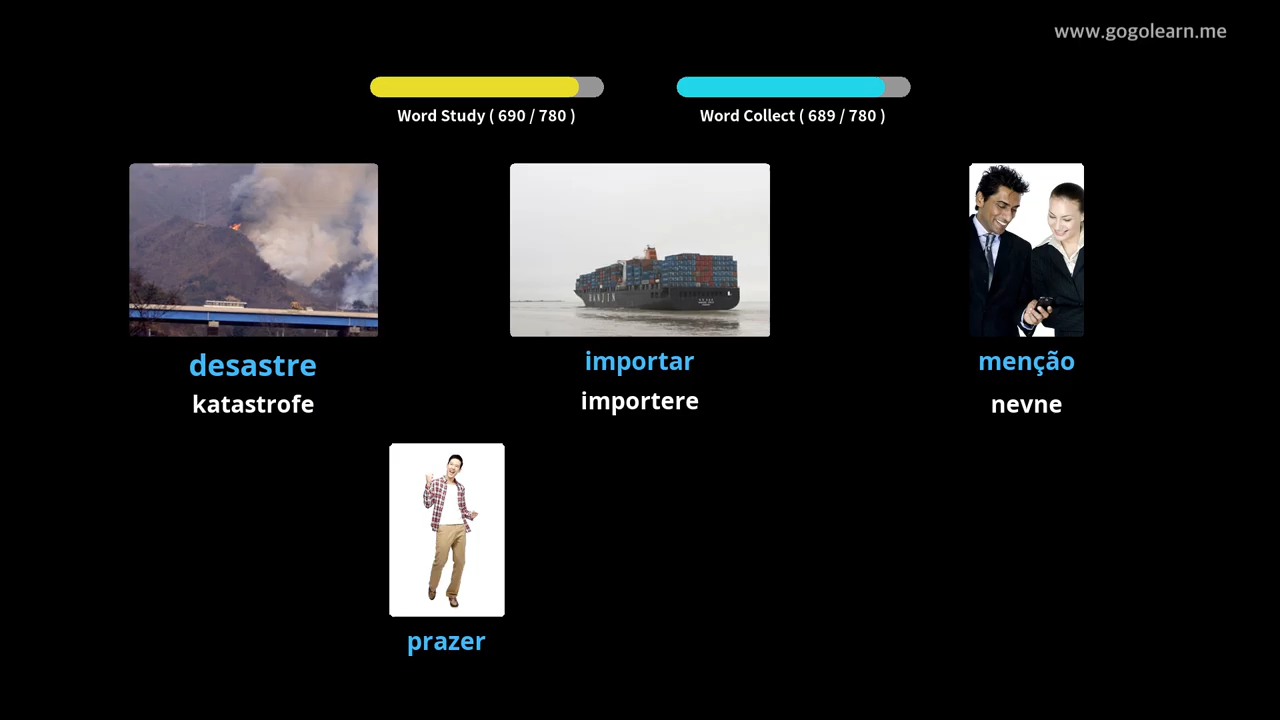 www.gogolearn.me
Word Study ( 690 / 780 )
Word Collect ( 689 / 780 )
desastre
importar
menção
katastrofe
importere
nevne
prazer